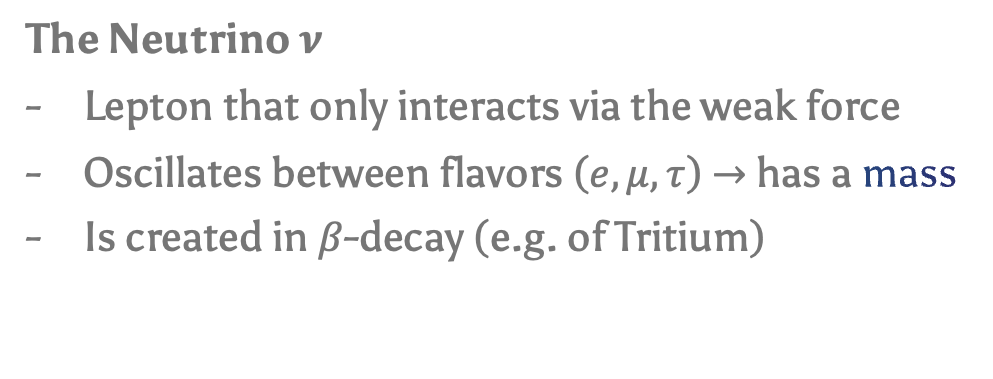 The Neutrino ν
- Lepton that only interacts via the weak force
- Oscillates between flavors (e, μ, τ) → has a mass
- Is created in β-decay (e.g. of Tritium)